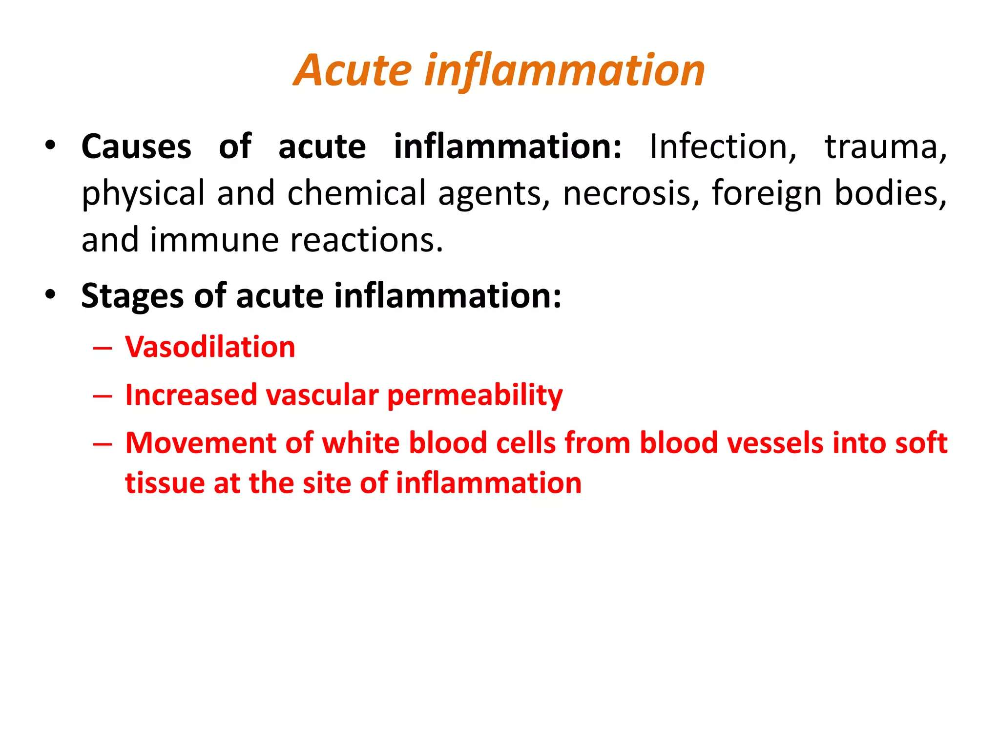 Acute inflammation
• Causes of acute inflammation: Infection, trauma,
physical and chemical agents, necrosis, foreign bodies,
and immune reactions.
• Stages of acute inflammation:
– Vasodilation
– Increased vascular permeability
– Movement of white blood cells from blood vessels into soft
tissue at the site of inflammation